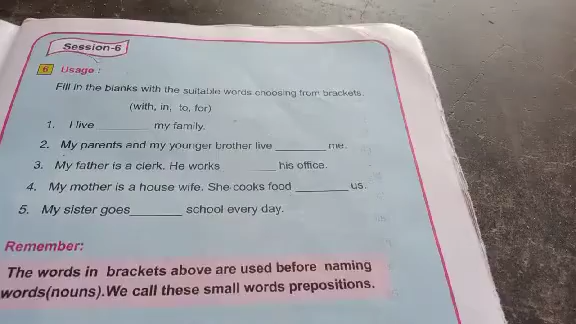 Session-6
6 Usage :
Fill in the blanks with the suitable words choosing from brackets.
(with, in, to, for)
1. I live ________ my family.
2. My parents and my younger brother live ________ me.
3. My father is a clerk. He works ________ his office.
4. My mother is a house wife. She cooks food ________ us.
5. My sister goes________ school every day.
Remember:
The words in brackets above are used before naming
words(nouns).We call these small words prepositions.